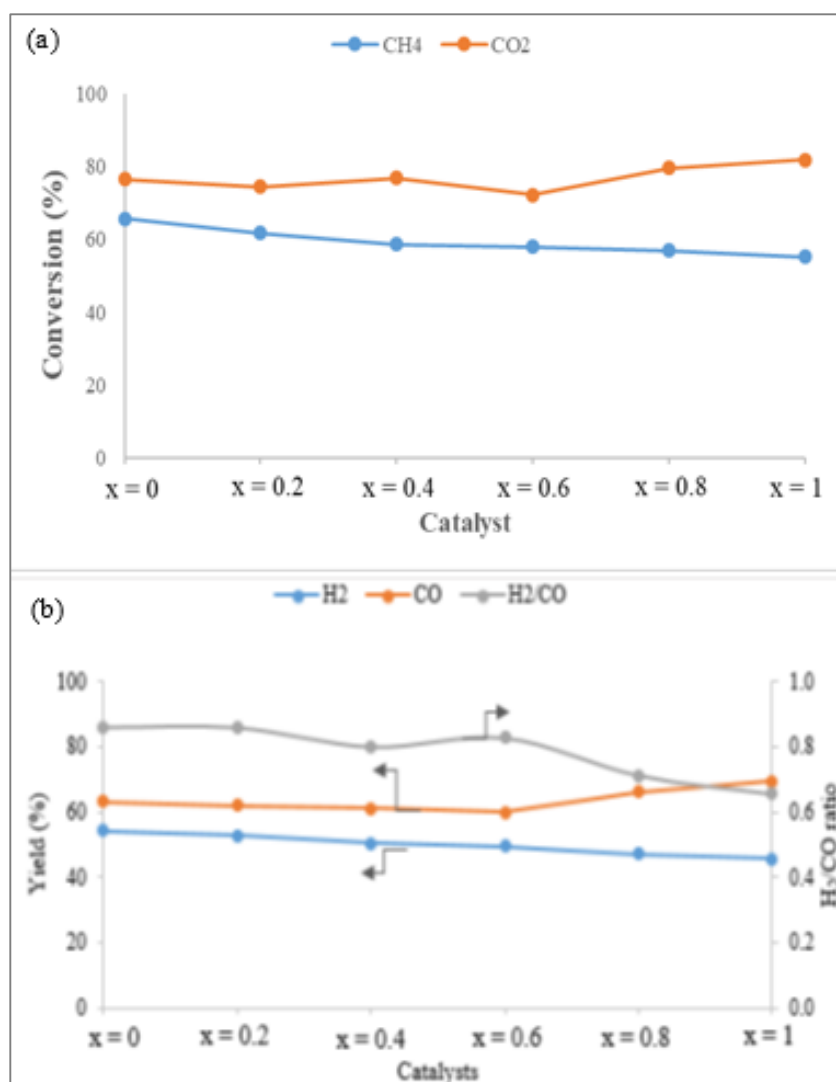 (a)
CH4 CO2
100
80
60
40
20
0
Conversion (%)
x = 0 x = 0.2 x = 0.4 x = 0.6 x = 0.8 x = 1
Catalyst
(b)
H2 CO H2/CO
100
80
60
40
20
0
Yield (%)
1.0
0.8
0.6
0.4
0.2
0.0
H2/CO ratio
x = 0 x = 0.2 x = 0.4 x = 0.6 x = 0.8 x = 1
Catalysts